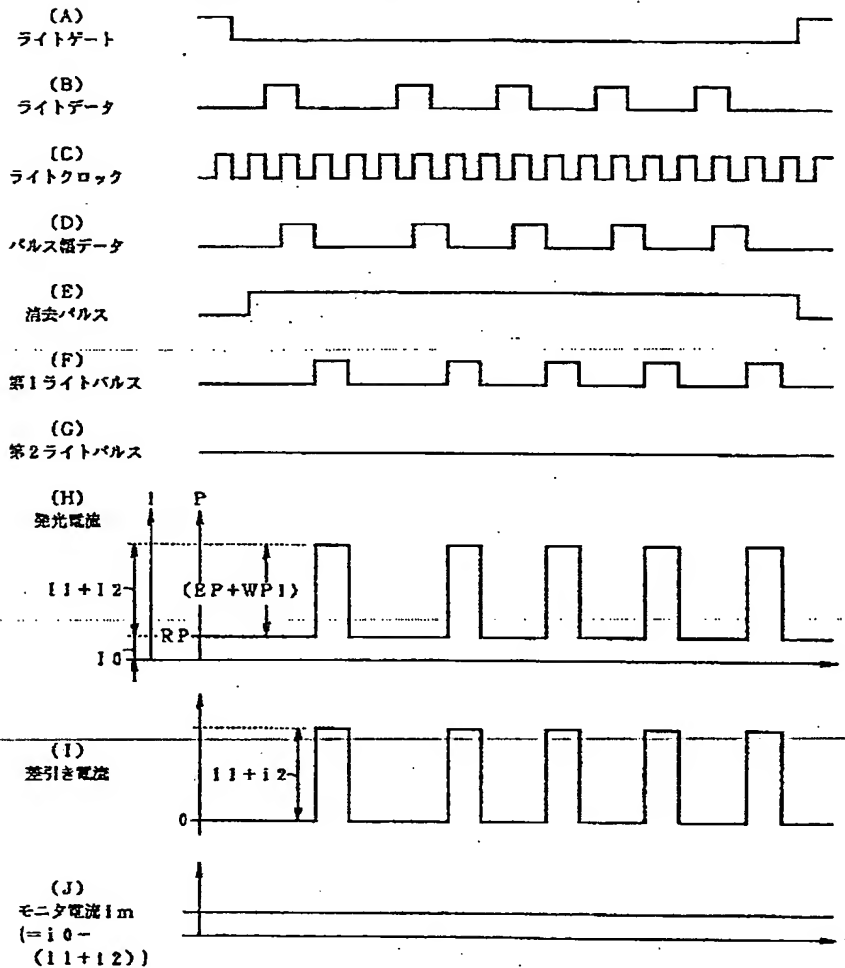 (A)
ライトゲート
(B)
ライトデータ
(C)
ライトクロック
(D)
パルス幅データ
(E)
消去パルス
(F)
第1ライトパルス
(G)
第2ライトパルス
(H)
発光電流
I
P
I1+I2
(EP+WP1)
RP
I0
(I)
差引き電流
i1+i2
0
(J)
モニタ電流Im
(=i0-
(i1+i2))